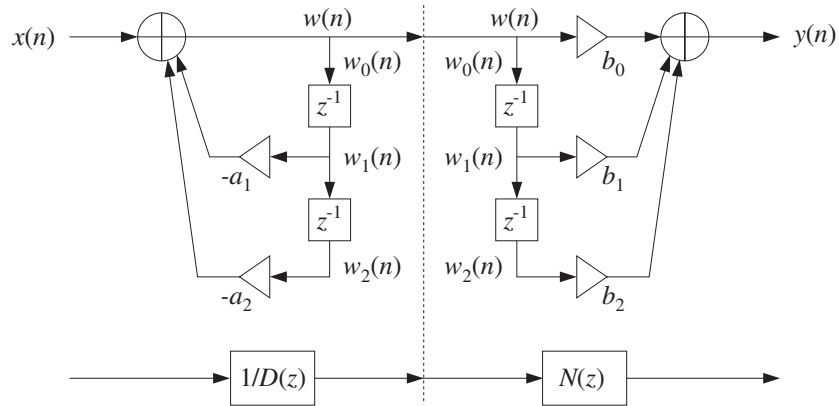 x(n) w(n) w(n) b₀ y(n)
w₀(n) w₀(n)
z⁻¹ z⁻¹
-a₁ w₁(n) w₁(n) b₁
z⁻¹ z⁻¹
-a₂ w₂(n) w₂(n) b₂
1/D(z) N(z)